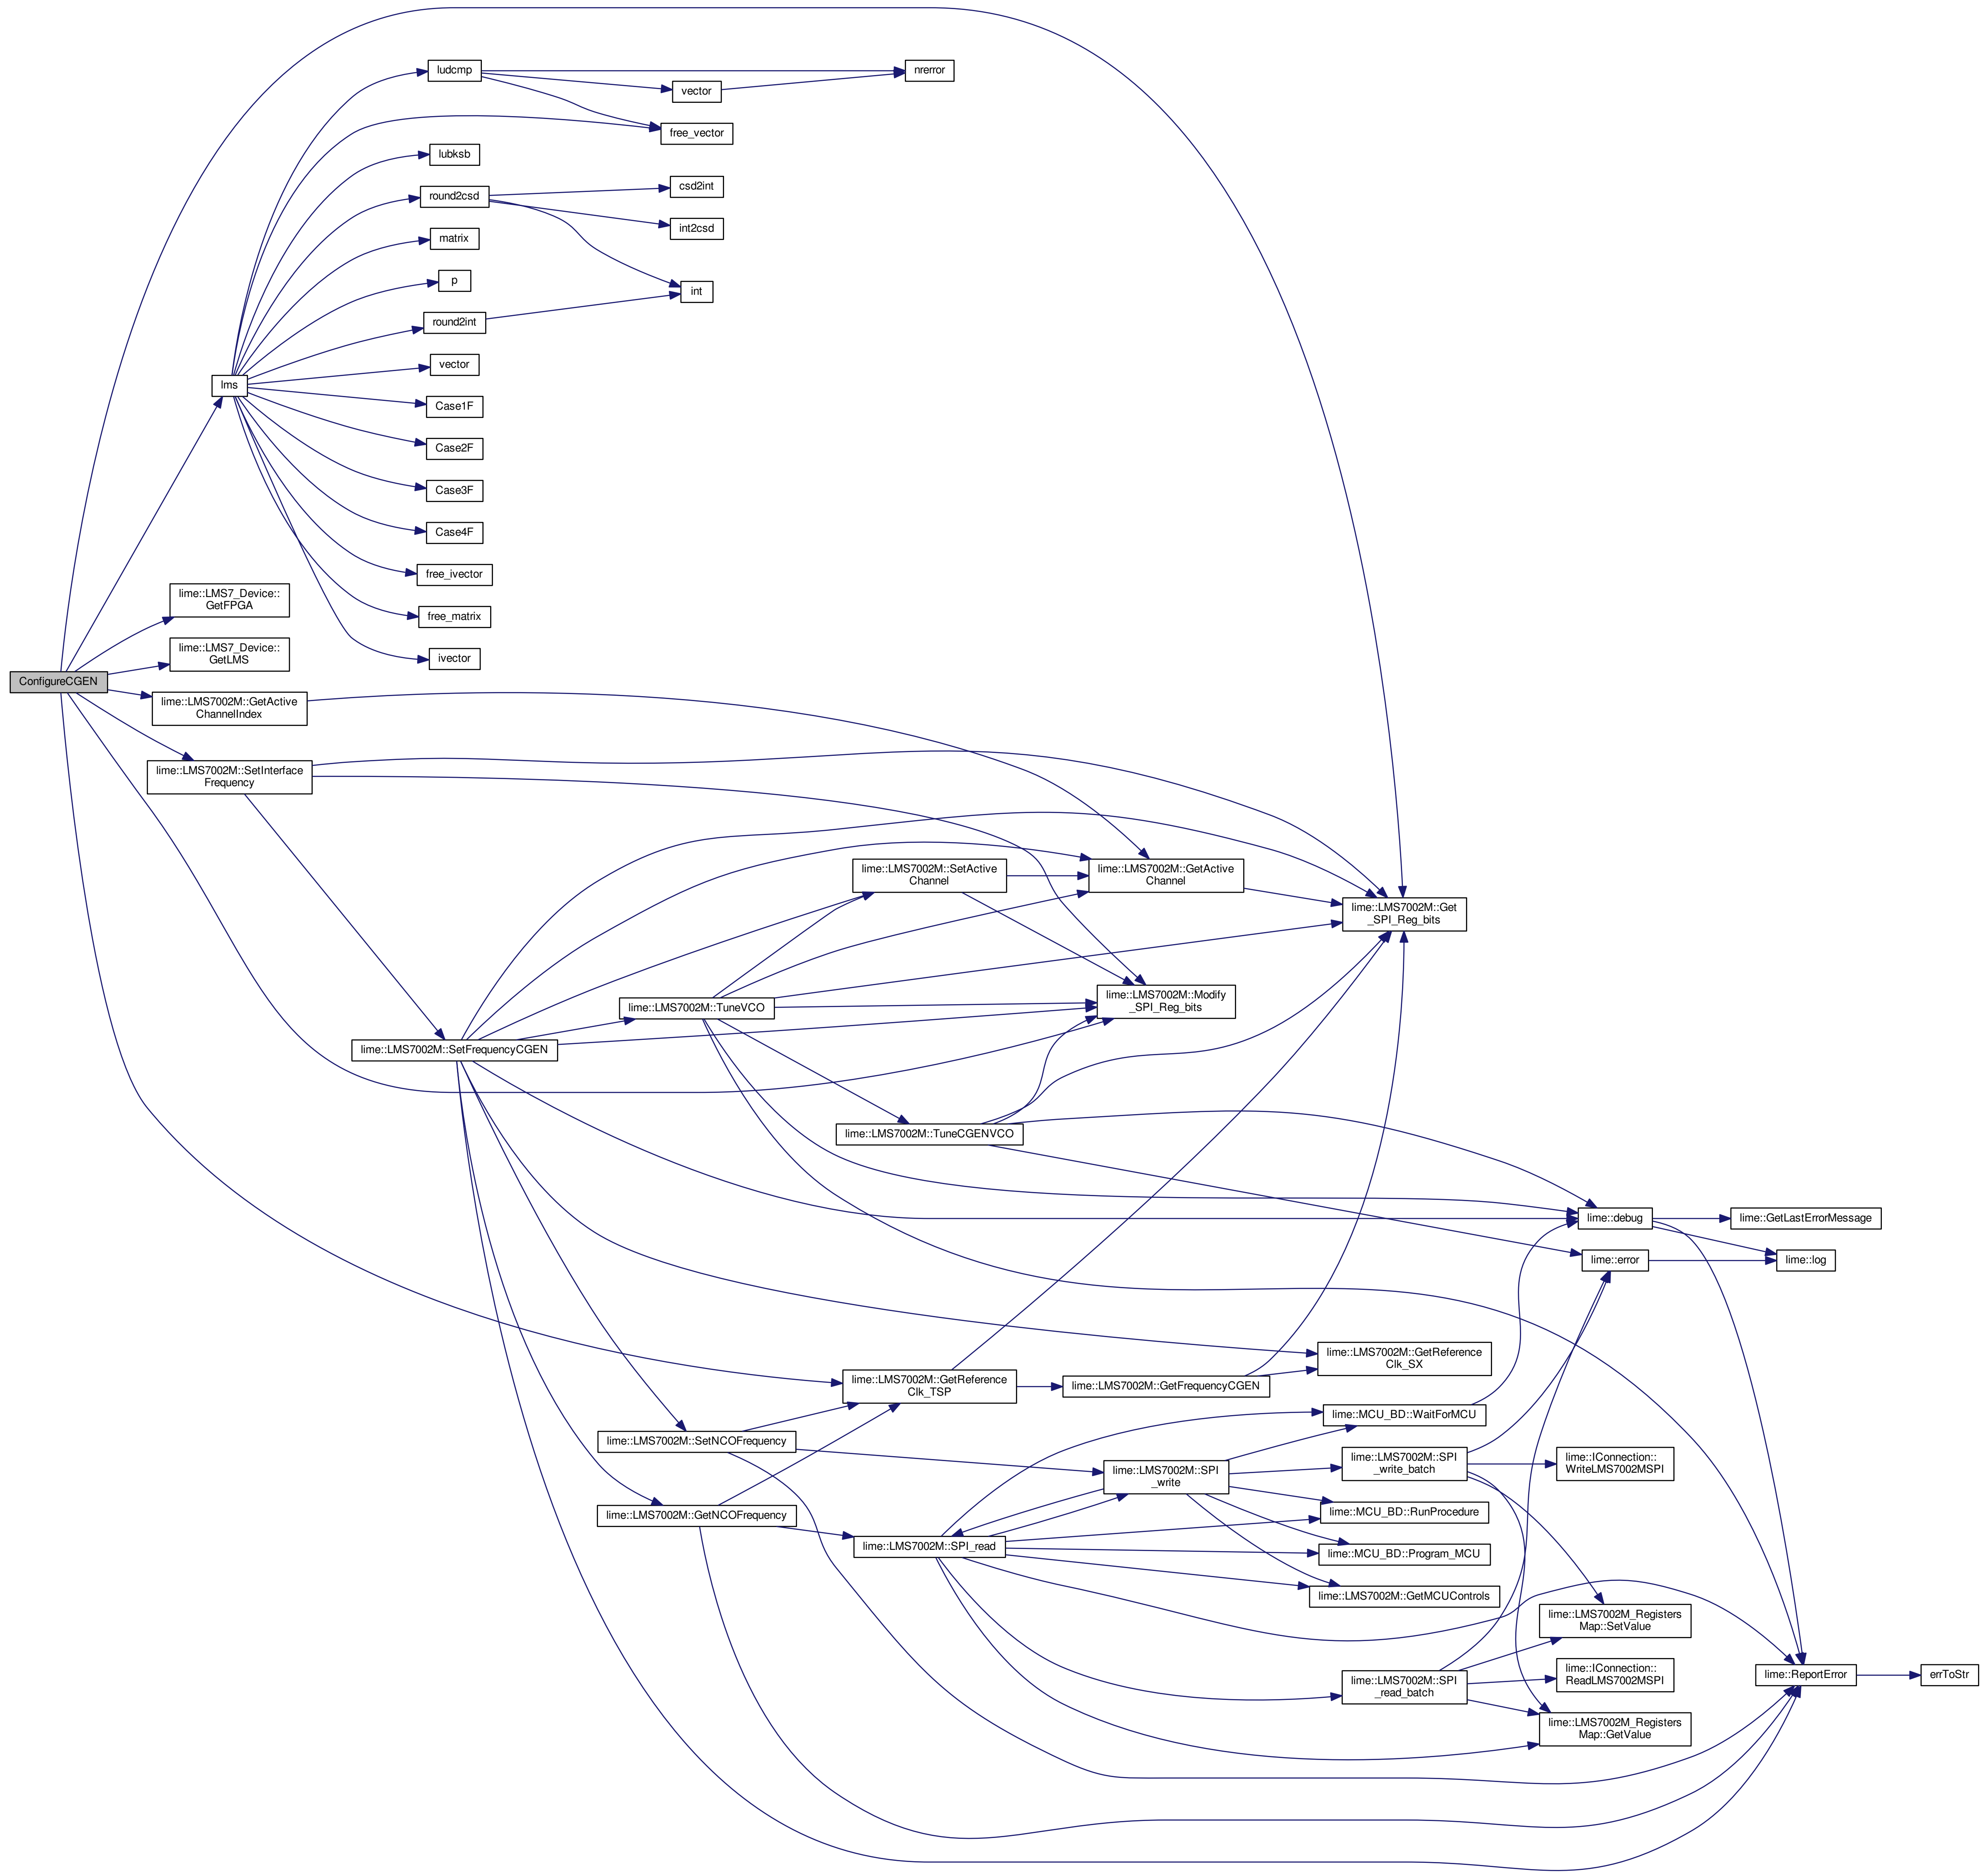 ludcmp
nrerror
vector
free_vector
lubksb
csd2int
round2csd
int2csd
matrix
p
int
round2int
vector
lms
Case1F
Case2F
Case3F
Case4F
free_ivector
lime::LMS7_Device::
GetFPGA
free_matrix
lime::LMS7_Device::
GetLMS
ivector
ConfigureCGEN
lime::LMS7002M::GetActive
ChannelIndex
lime::LMS7002M::SetInterface
Frequency
lime::LMS7002M::SetActive
Channel
lime::LMS7002M::GetActive
Channel
lime::LMS7002M::Get
_SPI_Reg_bits
lime::LMS7002M::TuneVCO
lime::LMS7002M::Modify
_SPI_Reg_bits
lime::LMS7002M::SetFrequencyCGEN
lime::LMS7002M::TuneCGENVCO
lime::debug
lime::GetLastErrorMessage
lime::error
lime::log
lime::LMS7002M::GetReference
Clk_SX
lime::LMS7002M::GetReference
Clk_TSP
lime::LMS7002M::GetFrequencyCGEN
lime::MCU_BD::WaitForMCU
lime::LMS7002M::SetNCOFrequency
lime::LMS7002M::SPI
_write
lime::LMS7002M::SPI
_write_batch
lime::IConnection::
WriteLMS7002MSPI
lime::LMS7002M::GetNCOFrequency
lime::MCU_BD::RunProcedure
lime::LMS7002M::SPI_read
lime::MCU_BD::Program_MCU
lime::LMS7002M::GetMCUControls
lime::LMS7002M_Registers
Map::SetValue
lime::LMS7002M::SPI
_read_batch
lime::IConnection::
ReadLMS7002MSPI
lime::ReportError
errToStr
lime::LMS7002M_Registers
Map::GetValue